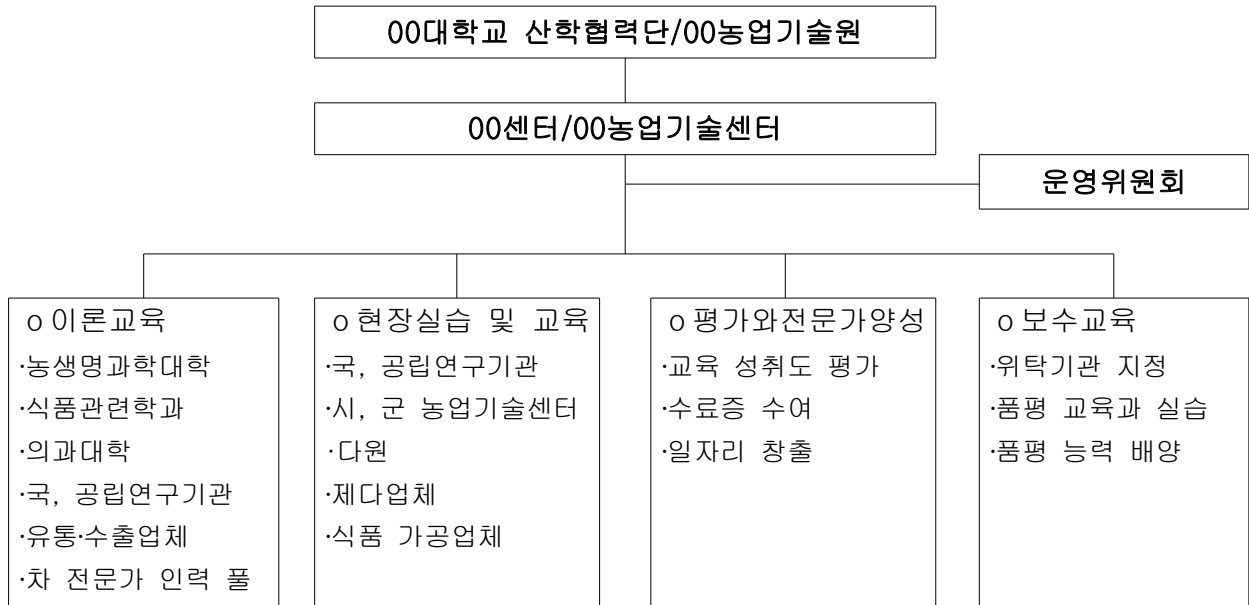 00대학교 산학협력단/00농업기술원
00센터/00농업기술센터
운영위원회
o 이론교육
·농생명과학대학
·식품관련학과
·의과대학
·국, 공립연구기관
·유통·수출업체
·차 전문가 인력 풀
o 현장실습 및 교육
·국, 공립연구기관
·시, 군 농업기술센터
·다원
·제다업체
·식품 가공업체
o 평가와전문가양성
·교육 성취도 평가
·수료증 수여
·일자리 창출
o 보수교육
·위탁기관 지정
·품평 교육과 실습
·품평 능력 배양